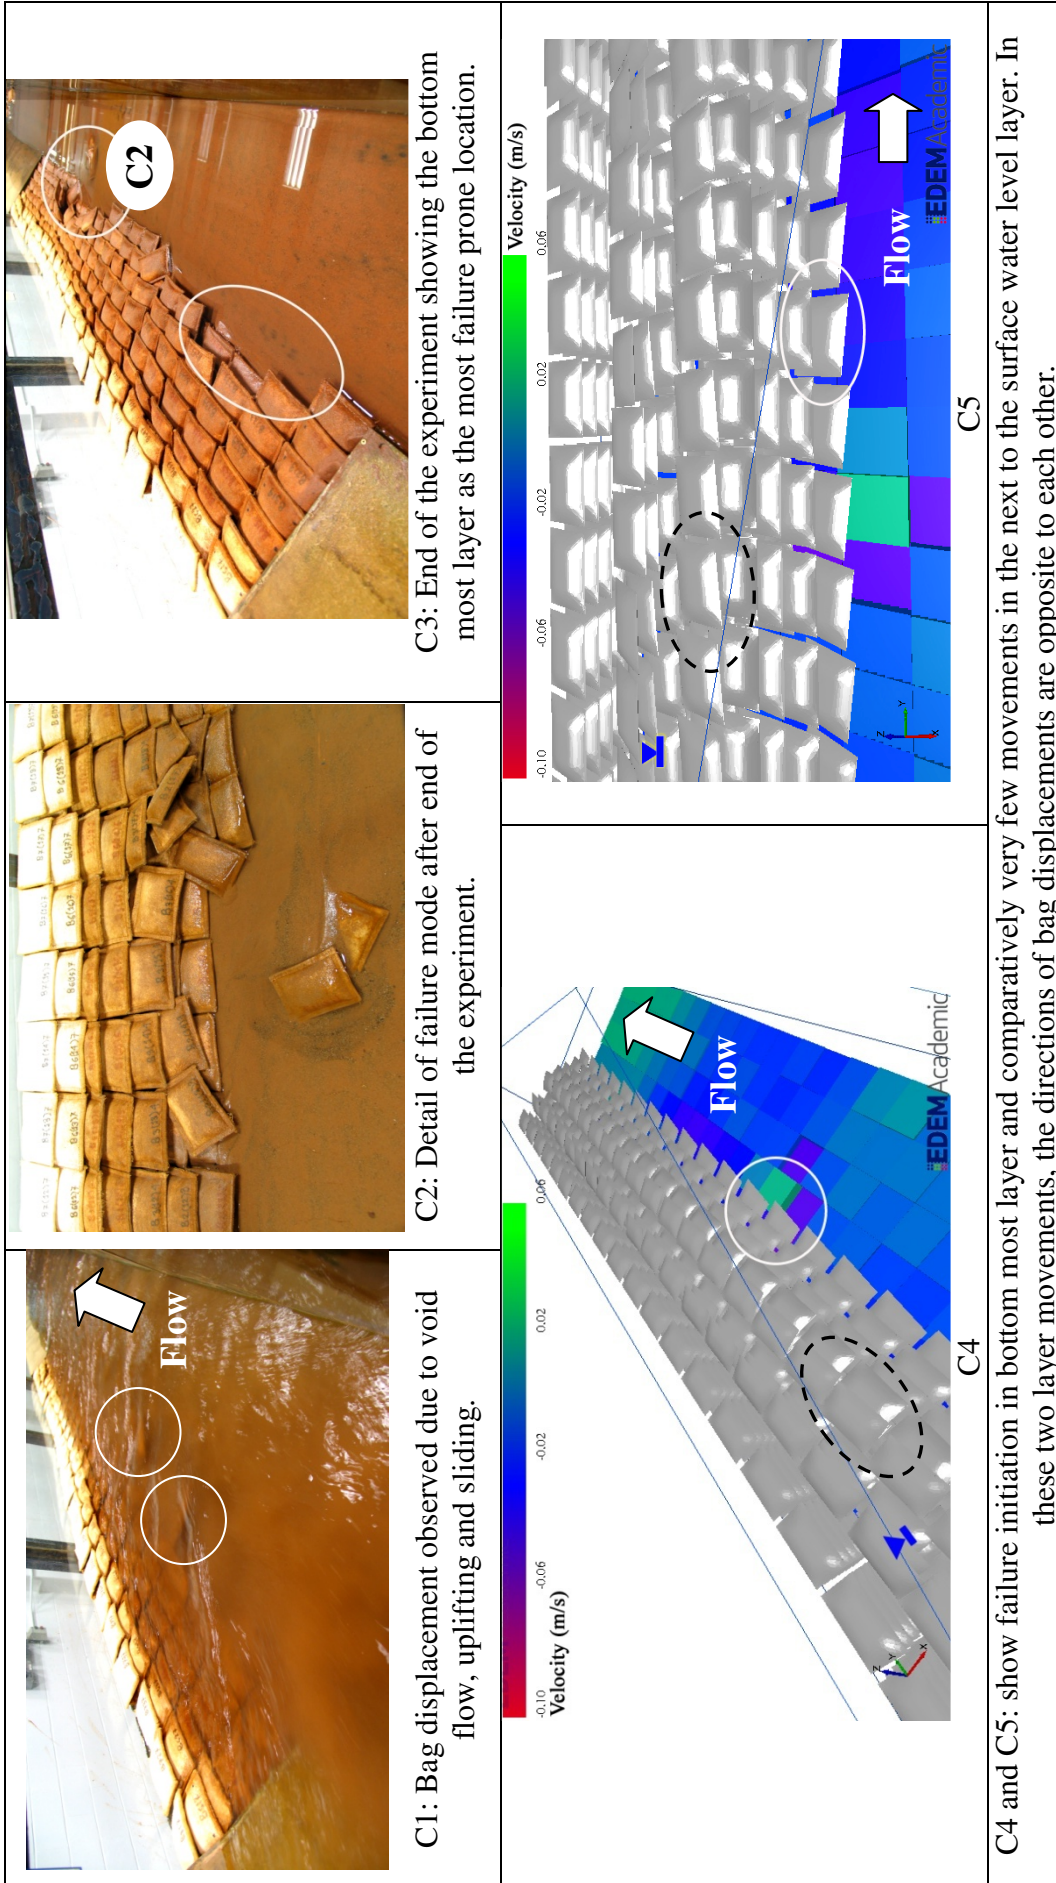 Flow
C1: Bag displacement observed due to void
flow, uplifting and sliding.
C2: Detail of failure mode after end of
the experiment.
C2
C3: End of the experiment showing the bottom
most layer as the most failure prone location.
-0.10
-0.06
-0.02
0.02
0.06
Velocity (m/s)
Flow
Z
Y
X
EDEM Academic
C4
-0.10
-0.06
-0.02
0.02
0.06
Velocity (m/s)
Flow
Z
Y
X
EDEM Academic
C5
C4 and C5: show failure initiation in bottom most layer and comparatively very few movements in the next to the surface water level layer. In
these two layer movements, the directions of bag displacements are opposite to each other.